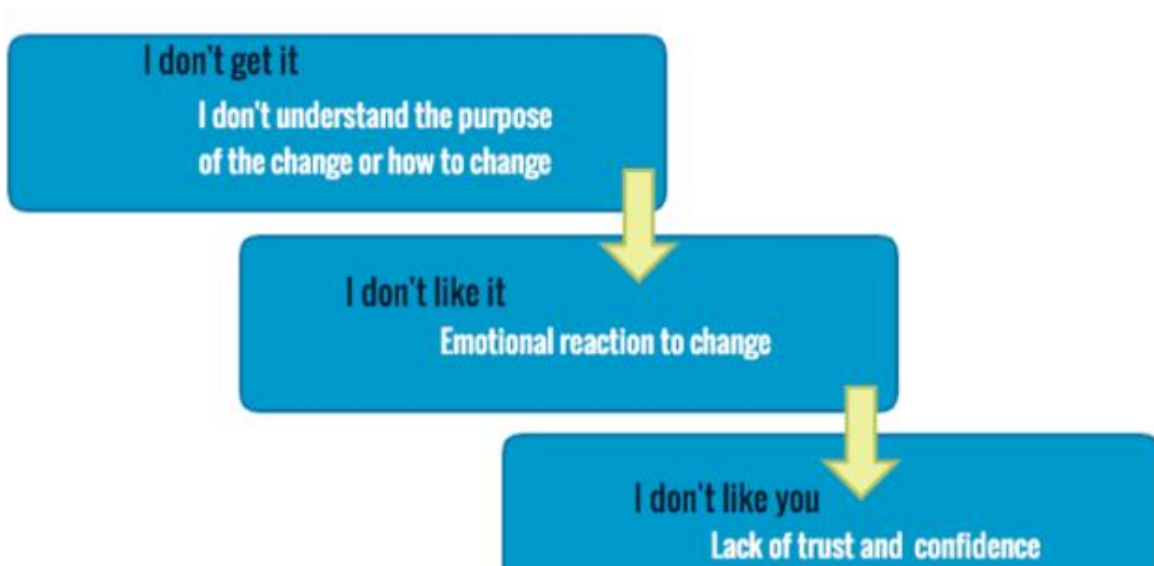 I don't get it
I don't understand the purpose
of the change or how to change
I don't like it
Emotional reaction to change
I don't like you
Lack of trust and confidence